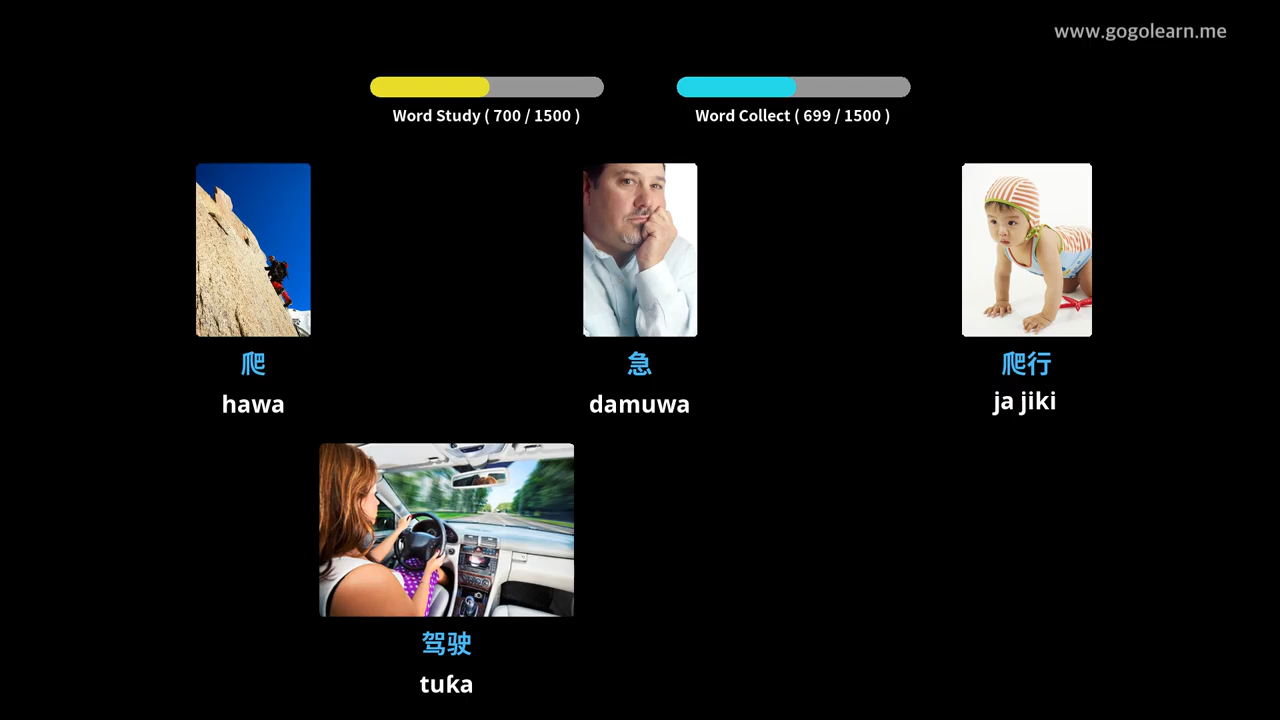 www.gogolearn.me
Word Study ( 700 / 1500 )
Word Collect ( 699 / 1500 )
爬
急
爬行
hawa
damuwa
ja jiki
驾驶
tuƙa